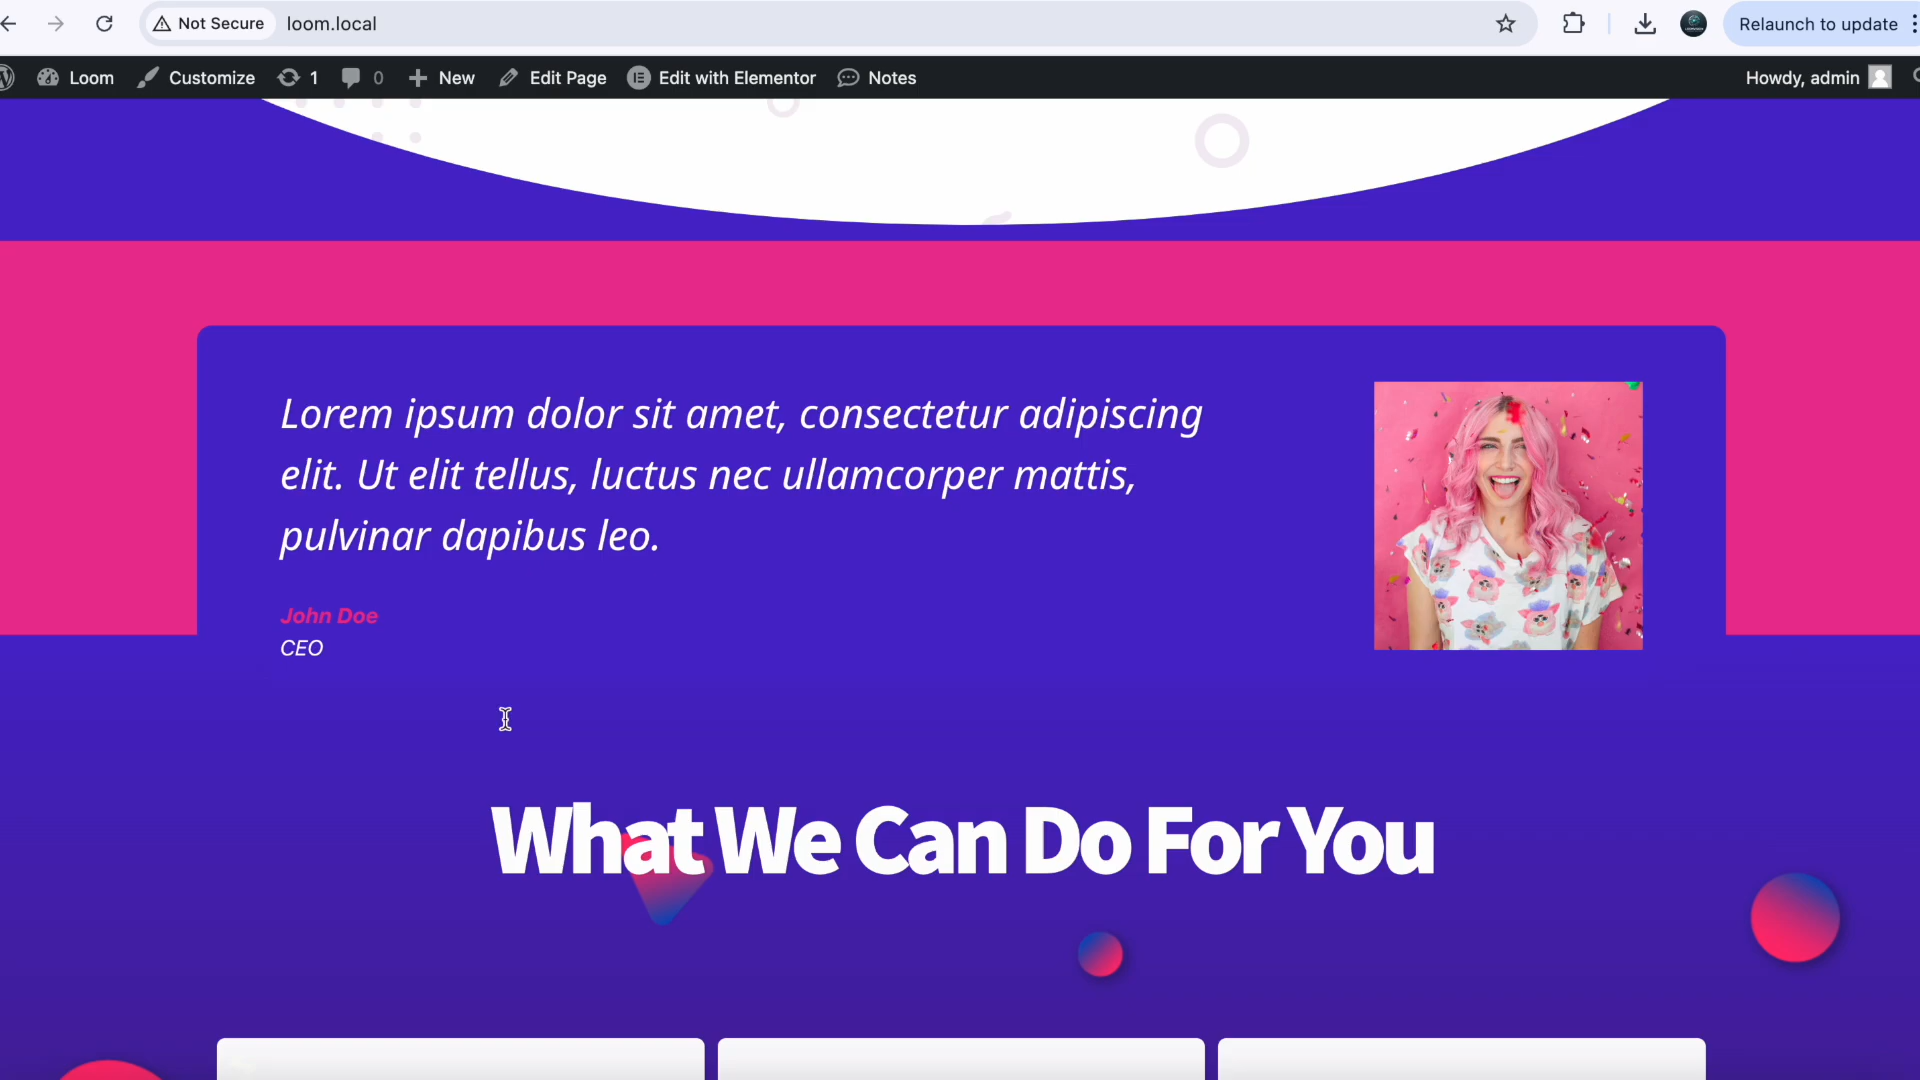 Not Secure loom.local Relaunch to update
Loom Customize 1 0 New Edit Page Edit with Elementor Notes Howdy, admin
Lorem ipsum dolor sit amet, consectetur adipiscing
elit. Ut elit tellus, luctus nec ullamcorper mattis,
pulvinar dapibus leo.
John Doe
CEO
What We Can Do For You